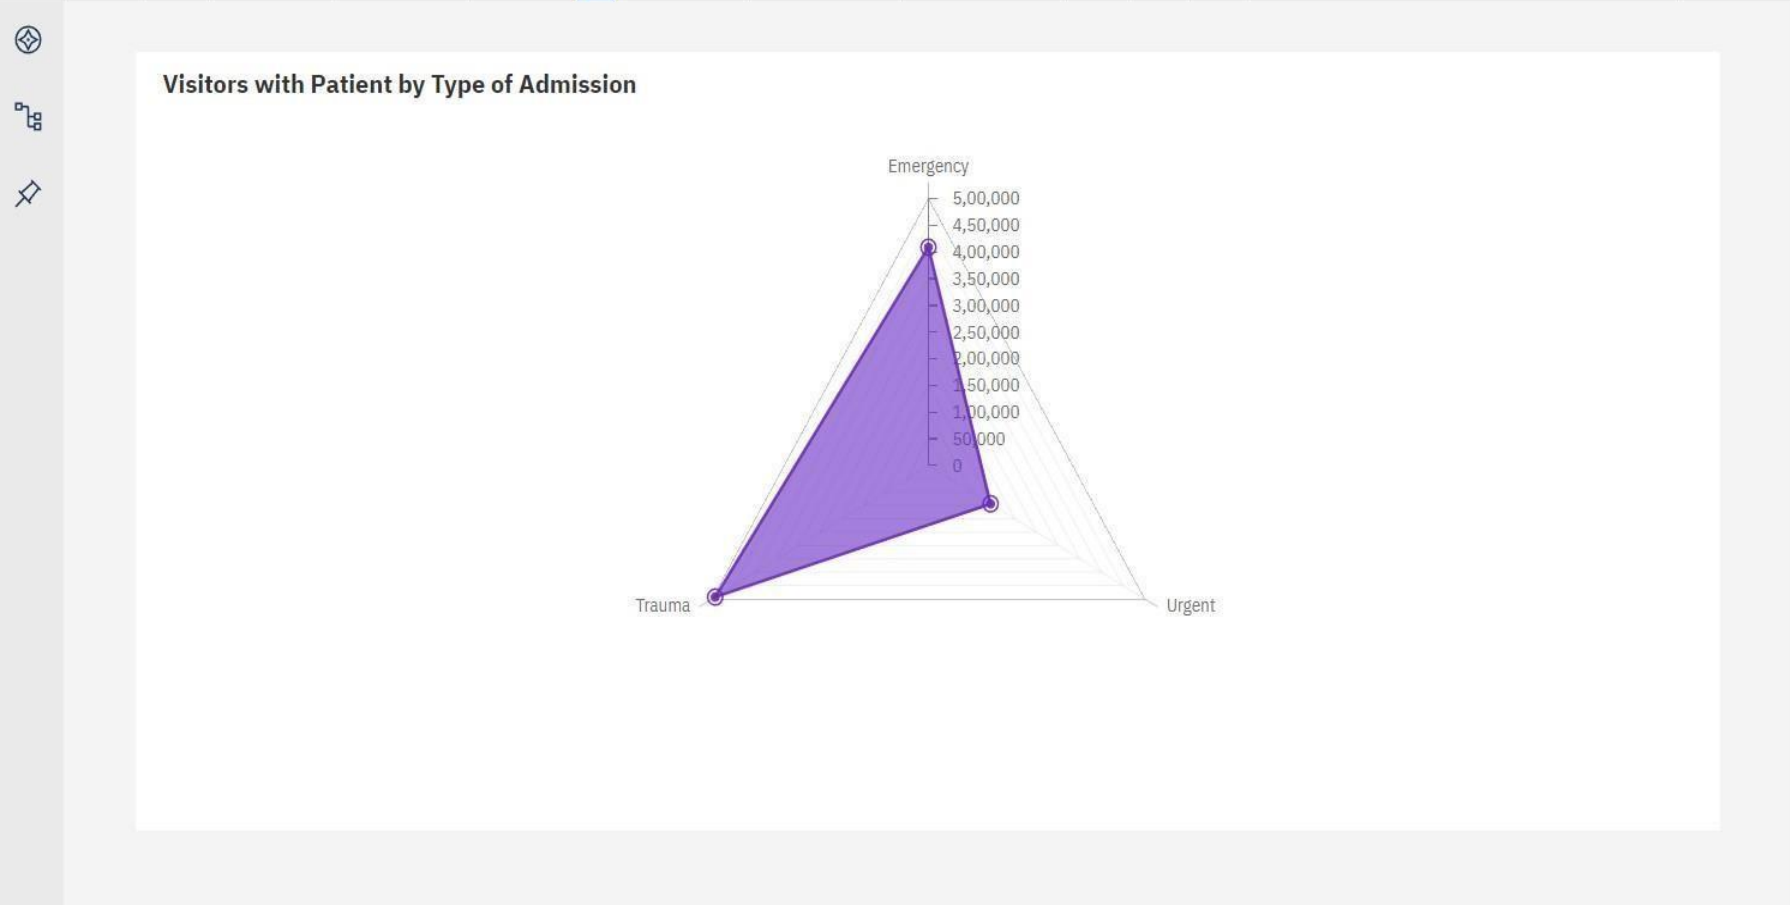 Visitors with Patient by Type of Admission
Emergency
5,00,000
4,50,000
4,00,000
3,50,000
3,00,000
2,50,000
2,00,000
1,50,000
1,00,000
50,000
0
Trauma
Urgent